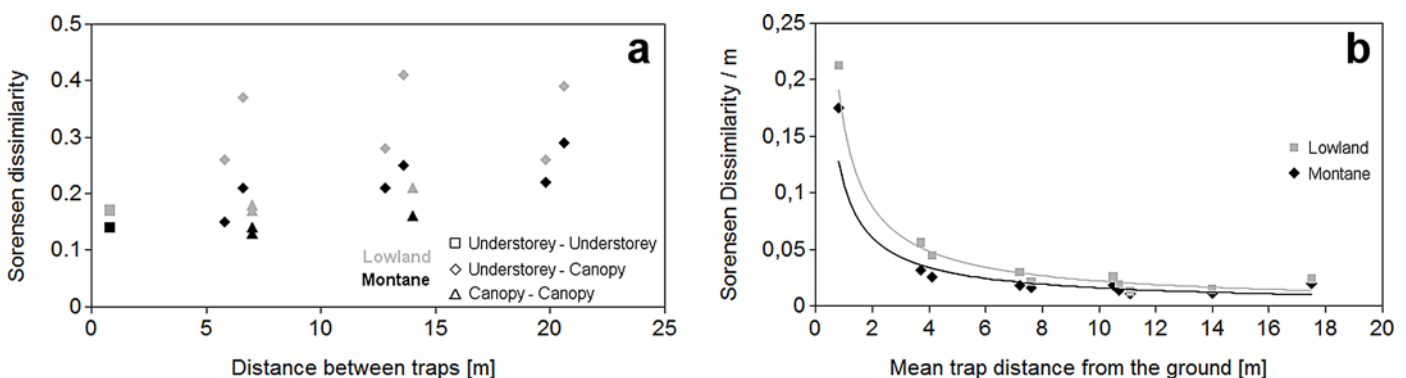 a
Sorensen dissimilarity
0.5
0.4
0.3
0.2
0.1
0
0
5
10
15
20
25
Distance between traps [m]
Lowland
Montane
Understorey - Understorey
Understorey - Canopy
Canopy - Canopy
b
Sorensen Dissimilarity / m
0,25
0,2
0,15
0,1
0,05
0
0
2
4
6
8
10
12
14
16
18
20
Mean trap distance from the ground [m]
Lowland
Montane